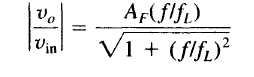 |v_o / v_in| = A_F(f/f_L) / √(1 + (f/f_L)²)